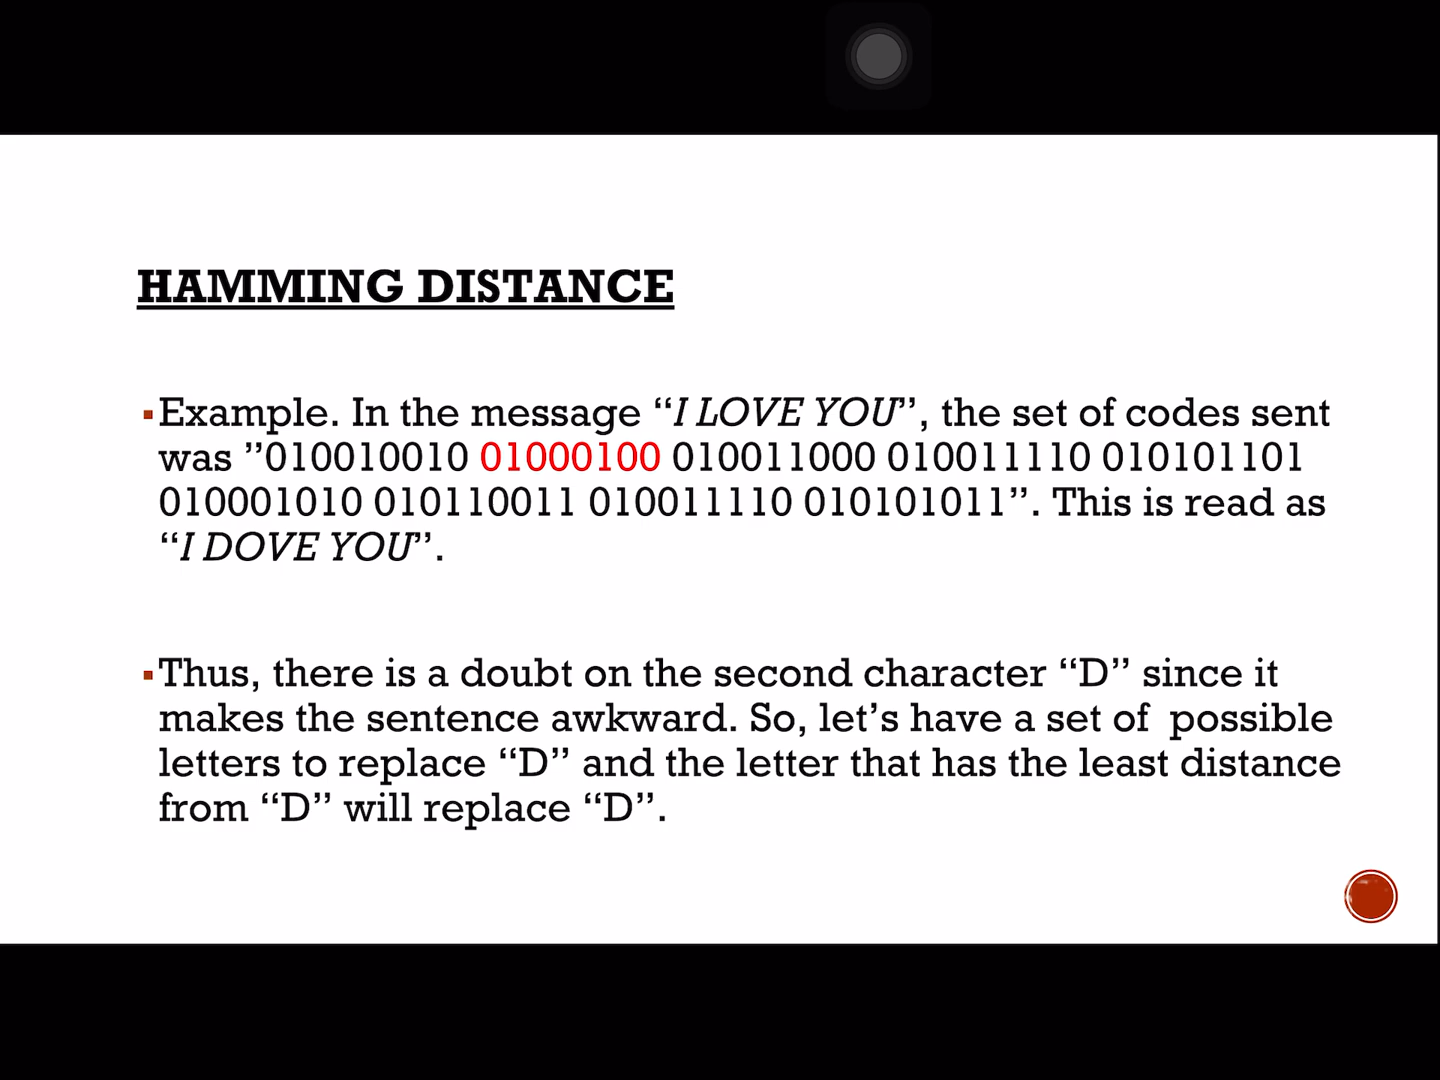 HAMMING DISTANCE
▪Example. In the message “I LOVE YOU”, the set of codes sent
was ”010010010 01000100 010011000 010011110 010101101
010001010 010110011 010011110 010101011”. This is read as
“I DOVE YOU”.
▪Thus, there is a doubt on the second character “D” since it
makes the sentence awkward. So, let’s have a set of possible
letters to replace “D” and the letter that has the least distance
from “D” will replace “D”.